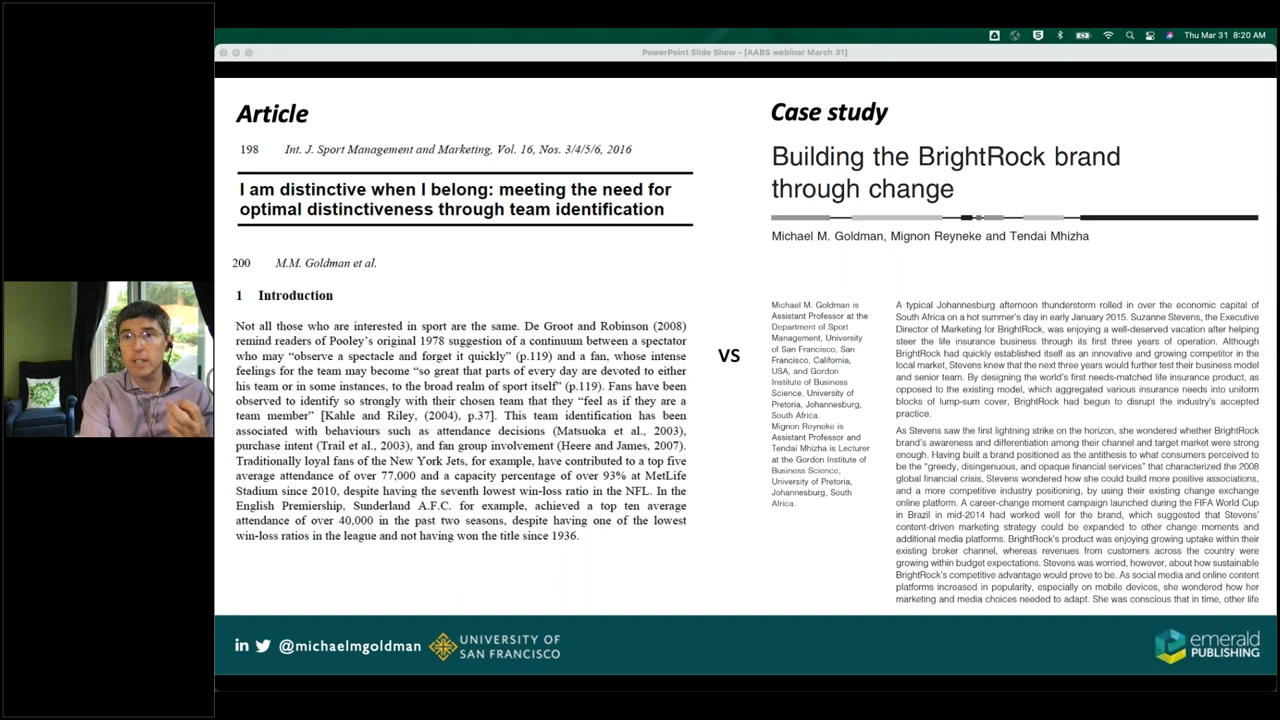 Thu Mar 31 8:20 AM
PowerPoint Slide Show - [AABS webinar March 31]
Article
198 Int. J. Sport Management and Marketing, Vol. 16, Nos. 3/4/5/6, 2016
I am distinctive when I belong: meeting the need for
optimal distinctiveness through team identification
200 M.M. Goldman et al.
1 Introduction
Not all those who are interested in sport are the same. De Groot and Robinson (2008)
remind readers of Pooley's original 1978 suggestion of a continuum between a spectator
who may “observe a spectacle and forget it quickly” (p.119) and a fan, whose intense
feelings for the team may become “so great that parts of every day are devoted to either
his team or in some instances, to the broad realm of sport itself” (p.119). Fans have been
observed to identify so strongly with their chosen team that they “feel as if they are a
team member” [Kahle and Riley, (2004), p.37]. This team identification has been
associated with behaviours such as attendance decisions (Matsuoka et al., 2003),
purchase intent (Trail et al., 2003), and fan group involvement (Heere and James, 2007).
Traditionally loyal fans of the New York Jets, for example, have contributed to a top five
average attendance of over 77,000 and a capacity percentage of over 93% at MetLife
Stadium since 2010, despite having the seventh lowest win-loss ratio in the NFL. In the
English Premiership, Sunderland A.F.C. for example, achieved a top ten average
attendance of over 40,000 in the past two seasons, despite having one of the lowest
win-loss ratios in the league and not having won the title since 1936.
VS
Case study
Building the BrightRock brand
through change
Michael M. Goldman, Mignon Reyneke and Tendai Mhizha
Michael M. Goldman is
Assistant Professor at the
Department of Sport
Management, University
of San Francisco, San
Francisco, California,
USA, and Gordon
Institute of Business
Science, University of
Pretoria, Johannesburg,
South Africa.
Mignon Reyneke is
Assistant Professor and
Tendai Mhizha is Lecturer
at the Gordon Institute of
Business Science,
University of Pretoria,
Johannesburg, South
Africa.
A typical Johannesburg afternoon thunderstorm rolled in over the economic capital of
South Africa on a hot summer's day in early January 2015. Suzanne Stevens, the Executive
Director of Marketing for BrightRock, was enjoying a well-deserved vacation after helping
steer the life insurance business through its first three years of operation. Although
BrightRock had quickly established itself as an innovative and growing competitor in the
local market, Stevens knew the next three years would further test their business model
and senior team. By designing the world's first needs-matched life insurance product, as
opposed to the existing model, which aggregated various insurance needs into uniform
blocks of lump-sum cover, BrightRock had begun to disrupt the industry's accepted
practice.
As Stevens saw the first lightning strike on the horizon, she wondered whether BrightRock
brand's awareness and differentiation among their channel and target market were strong
enough. Having built a brand positioned as the antithesis to what consumers perceived to
be the “greedy, disingenuous, and opaque financial services” that characterized the 2008
global financial crisis, Stevens wondered how she could build more positive associations,
and a more competitive industry positioning, by using their existing change exchange
online platform. A career-change moment campaign launched during the FIFA World Cup
in Brazil in mid-2014 had worked well for the brand, which suggested that Stevens'
content-driven marketing strategy could be expanded to other change moments and
additional media platforms. BrightRock's product was enjoying growing uptake within their
existing broker channel, whereas revenues from customers across the country were
growing within budget expectations. Stevens was worried, however, about how sustainable
BrightRock's competitive advantage would prove to be. As social media and online content
platforms increased in popularity, especially on mobile devices, she wondered how her
marketing and media choices needed to adapt. She was conscious that in time, other life
in @michaelmgoldman
UNIVERSITY OF
SAN FRANCISCO
emerald
PUBLISHING